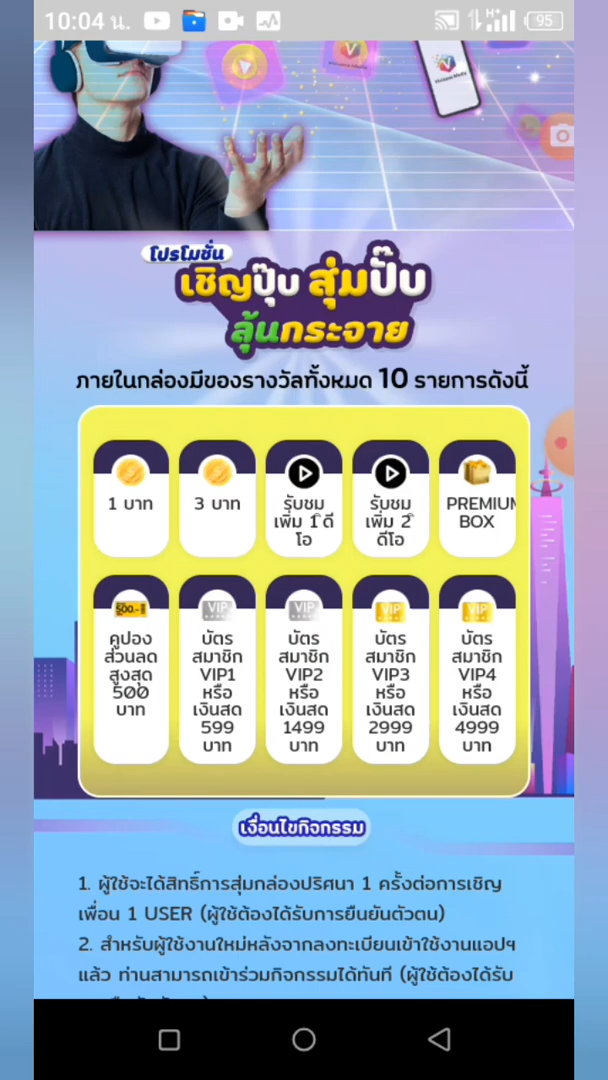 10:04 น.
H+
95
โปรโมชั่น
เชิญปุ๊บ สุ่มปั๊บ
ลุ้นกระจาย
ภายในกล่องมีของรางวัลทั้งหมด 10 รายการดังนี้
1 บาท
3 บาท
รับชม
เพิ่ม 1 วิดี
โอ
รับชม
เพิ่ม 2 วิ
ดีโอ
PREMIUM
BOX
500.-
คูปอง
ส่วนลด
สูงสุด
500
บาท
VIP
บัตร
สมาชิก
VIP1
หรือ
เงินสด
599
บาท
VIP
บัตร
สมาชิก
VIP2
หรือ
เงินสด
1499
บาท
VIP
บัตร
สมาชิก
VIP3
หรือ
เงินสด
2999
บาท
VIP
บัตร
สมาชิก
VIP4
หรือ
เงินสด
4999
บาท
เงื่อนไขกิจกรรม
1. ผู้ใช้จะได้สิทธิ์การสุ่มกล่องปริศนา 1 ครั้งต่อการเชิญ
เพื่อน 1 USER (ผู้ใช้ต้องได้รับการยืนยันตัวตน)
2. สำหรับผู้ใช้งานใหม่หลังจากลงทะเบียนเข้าใช้งานแอปฯ
แล้ว ท่านสามารถเข้าร่วมกิจกรรมได้ทันที (ผู้ใช้ต้องได้รับ